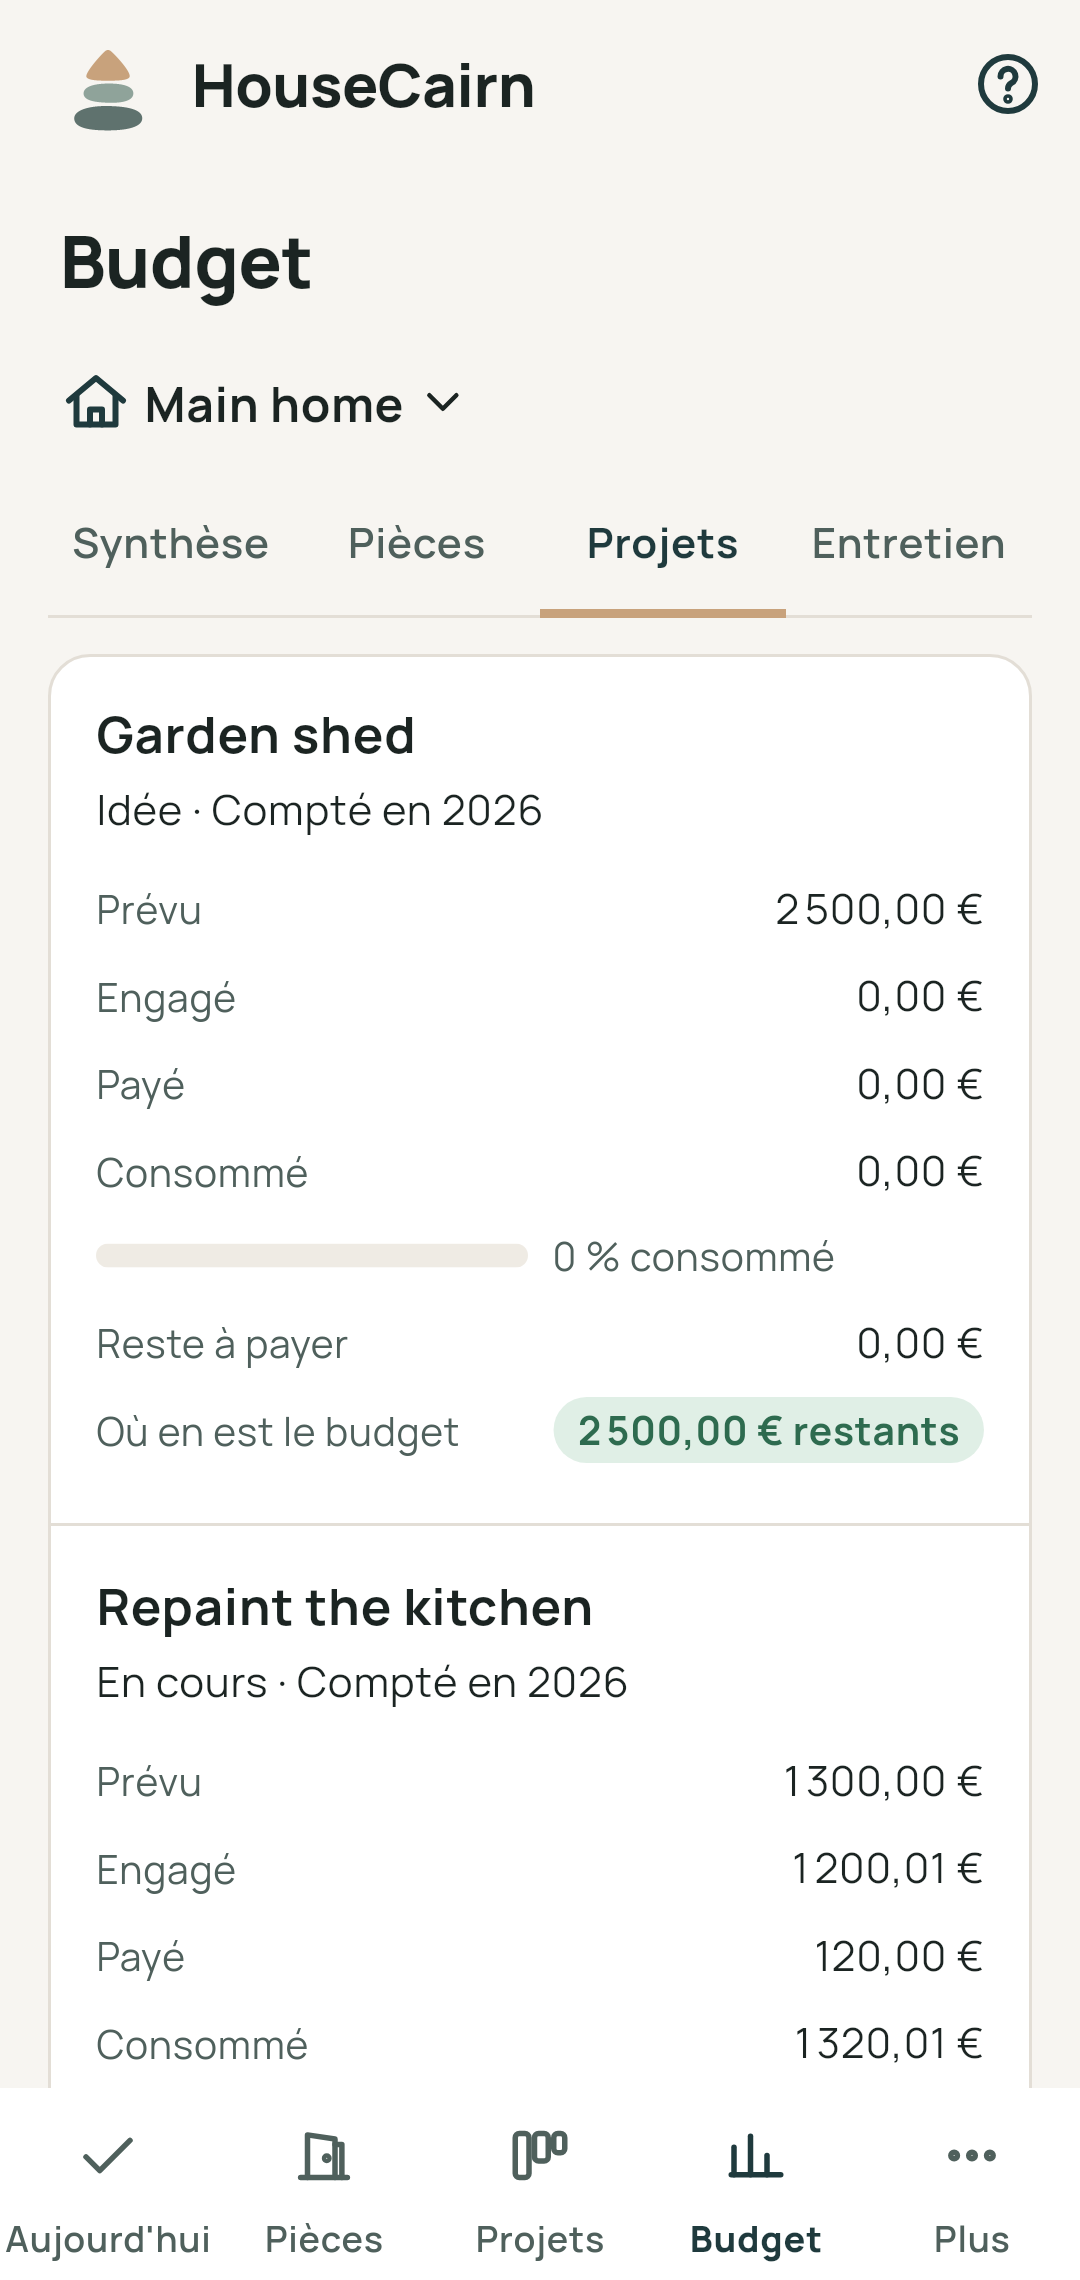 HouseCairn
Budget
Main home
Synthèse Pièces Projets Entretien
Garden shed
Idée · Compté en 2026
Prévu 2 500,00 €
Engagé 0,00 €
Payé 0,00 €
Consommé 0,00 €
0 % consommé
Reste à payer 0,00 €
Où en est le budget 2 500,00 € restants
Repaint the kitchen
En cours · Compté en 2026
Prévu 1 300,00 €
Engagé 1 200,01 €
Payé 120,00 €
Consommé 1 320,01 €
Aujourd'hui Pièces Projets Budget Plus